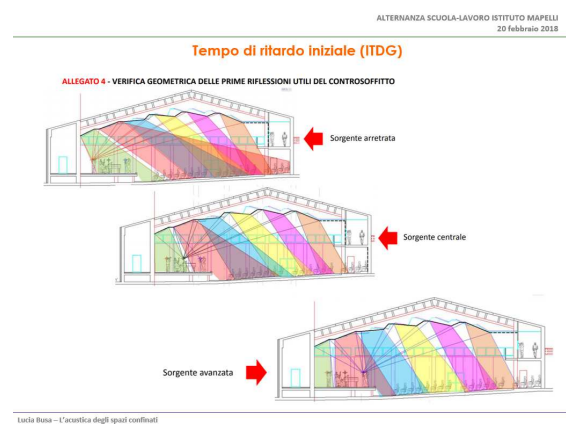 ALTERNANZA SCUOLA-LAVORO ISTITUTO MAPELLI
20 febbraio 2018
Tempo di ritardo iniziale (ITDG)
ALLEGATO 4 - VERIFICA GEOMETRICA DELLE PRIME RIFLESSIONI UTILI DEL CONTROSOFFITTO
Sorgente arretrata
Sorgente centrale
Sorgente avanzata
Lucia Busa – L'acustica degli spazi confinati